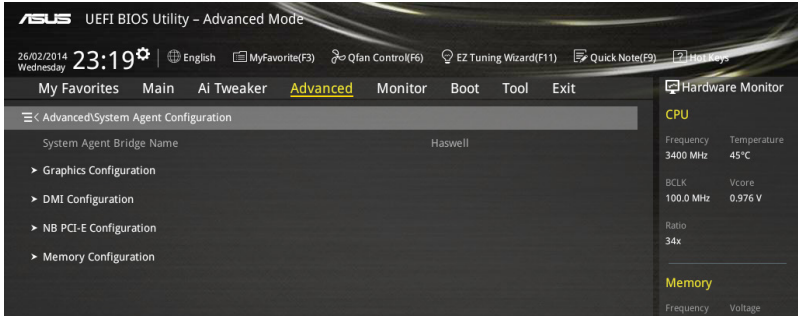 ASUS UEFI BIOS Utility – Advanced Mode
26/02/2014 Wednesday 23:19 English MyFavorite(F3) Qfan Control(F6) EZ Tuning Wizard(F11) Quick Note(F9) ? Hot Keys
My Favorites Main Ai Tweaker Advanced Monitor Boot Tool Exit
< Advanced\System Agent Configuration
System Agent Bridge Name Haswell
> Graphics Configuration
> DMI Configuration
> NB PCI-E Configuration
> Memory Configuration
Hardware Monitor
CPU
Frequency Temperature
3400 MHz 45°C
BCLK Vcore
100.0 MHz 0.976 V
Ratio
34x
Memory
Frequency Voltage